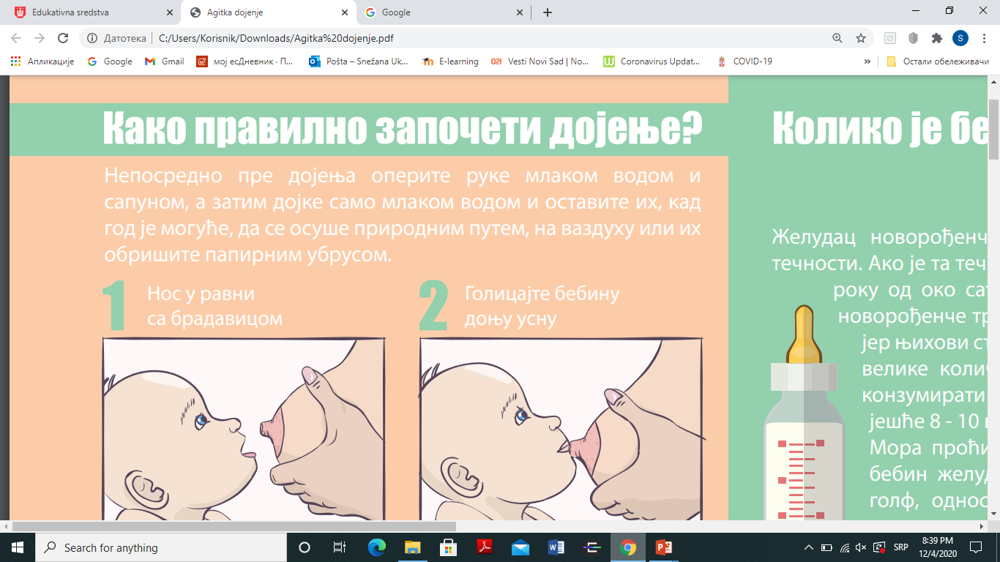 Edukativna sredstva
Agitka dojenje
Google
Датотека
C:/Users/Korisnik/Downloads/Agitka%20dojenje.pdf
S
Апликације
Google
Gmail
мој есДневник · П...
Pošta – Snežana Uk...
E-learning
021
Vesti Novi Sad | No...
W
Coronavirus Updat...
COVID-19
»
Остали обележивачи
Како правилно започети дојење?
Непосредно пре дојења оперите руке млаком водом и
сапуном, а затим дојке само млаком водом и оставите их, кад
год је могуће, да се осуше природним путем, на ваздуху или их
обришите папирним убрусом.
1
Нос у равни
са брадавицом
2
Голицајте бебину
доњу усну
Колико је бе
Желудац новорођенч
течности. Ако је та теч
року од око сат
новорођенче тр
јер њихови ст
велике колич
конзумирати
јешће 8 - 10
Мора проћи
бебин желуд
голф, однос
Search for anything
SRP
8:39 PM
12/4/2020